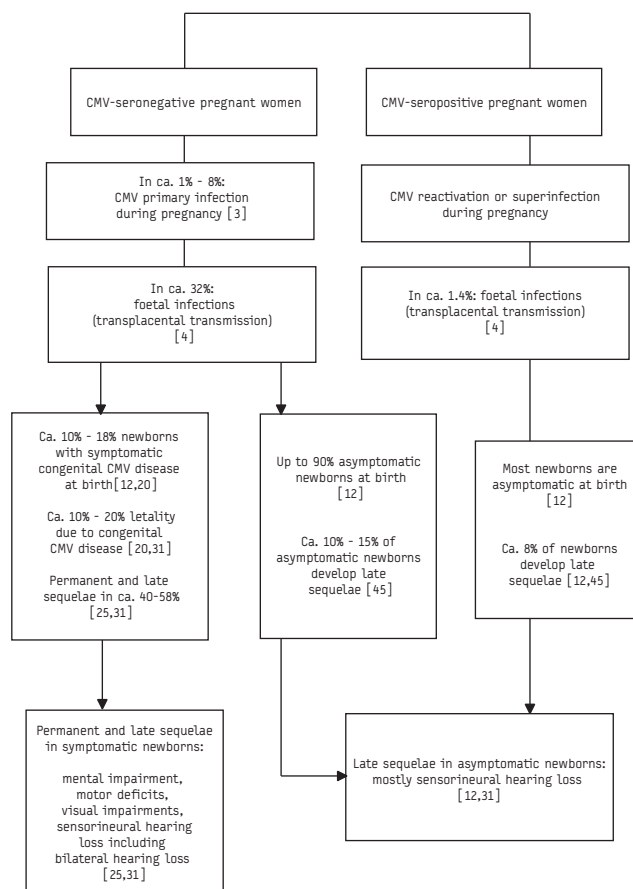 CMV-seronegative pregnant women
CMV-seropositive pregnant women
In ca. 1% - 8%:
CMV primary infection
during pregnancy [3]
CMV reactivation or superinfection
during pregnancy
In ca. 32%:
foetal infections
(transplacental transmission)
[4]
In ca. 1.4%: foetal infections
(transplacental transmission)
[4]
Ca. 10% - 18% newborns
with symptomatic
congenital CMV disease
at birth[12,20]
Ca. 10% - 20% letality
due to congenital
CMV disease [20,31]
Permanent and late
sequelae in ca. 40-58%
[25,31]
Up to 90% asymptomatic
newborns at birth
[12]
Ca. 10% - 15% of
asymptomatic newborns
develop late
sequelae [45]
Most newborns are
asymptomatic at birth
[12]
Ca. 8% of newborns
develop late
sequelae [12,45]
Permanent and late sequelae
in symptomatic newborns:
mental impairment,
motor deficits,
visual impairments,
sensorineural hearing
loss including
bilateral hearing loss
[25,31]
Late sequelae in asymptomatic newborns:
mostly sensorineural hearing loss
[12,31]